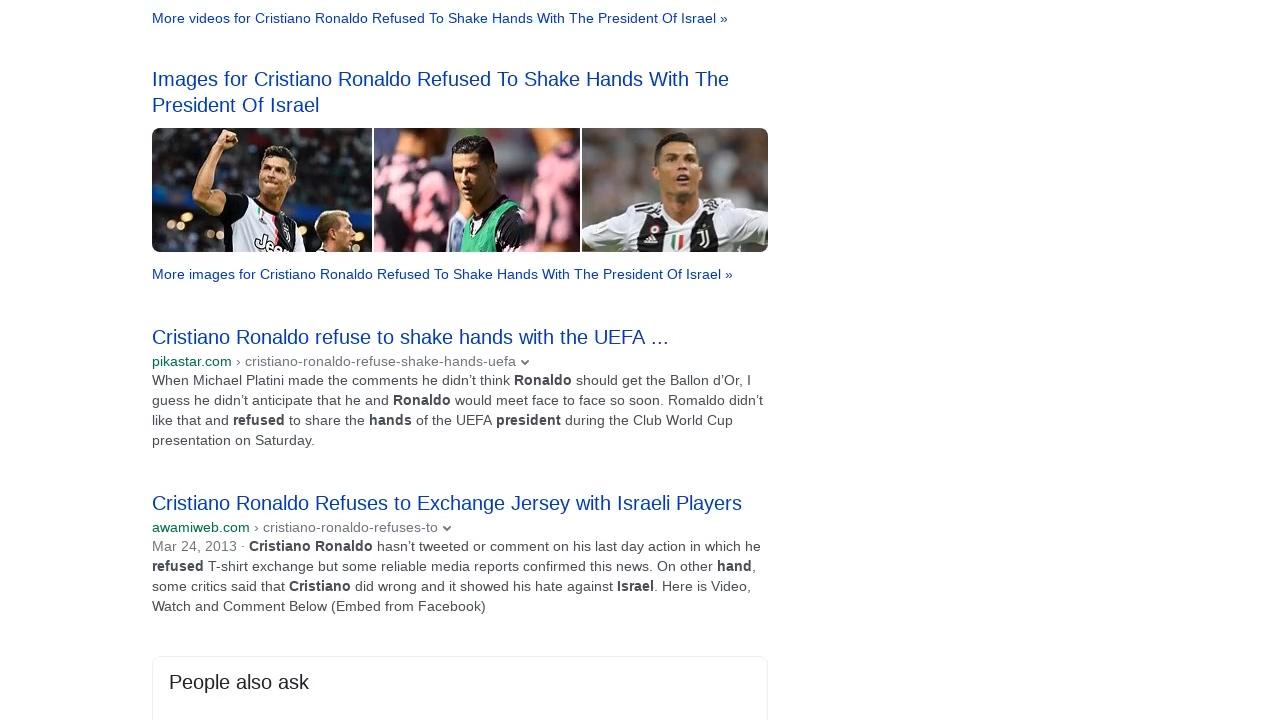 More videos for Cristiano Ronaldo Refused To Shake Hands With The President Of Israel »
Images for Cristiano Ronaldo Refused To Shake Hands With The
President Of Israel
Jeep
More images for Cristiano Ronaldo Refused To Shake Hands With The President Of Israel »
Cristiano Ronaldo refuse to shake hands with the UEFA ...
pikastar.com › cristiano-ronaldo-refuse-shake-hands-uefa
When Michael Platini made the comments he didn’t think Ronaldo should get the Ballon d’Or, I
guess he didn’t anticipate that he and Ronaldo would meet face to face so soon. Romaldo didn’t
like that and refused to share the hands of the UEFA president during the Club World Cup
presentation on Saturday.
Cristiano Ronaldo Refuses to Exchange Jersey with Israeli Players
awamiweb.com › cristiano-ronaldo-refuses-to
Mar 24, 2013 · Cristiano Ronaldo hasn’t tweeted or comment on his last day action in which he
refused T-shirt exchange but some reliable media reports confirmed this news. On other hand,
some critics said that Cristiano did wrong and it showed his hate against Israel. Here is Video,
Watch and Comment Below (Embed from Facebook)
People also ask